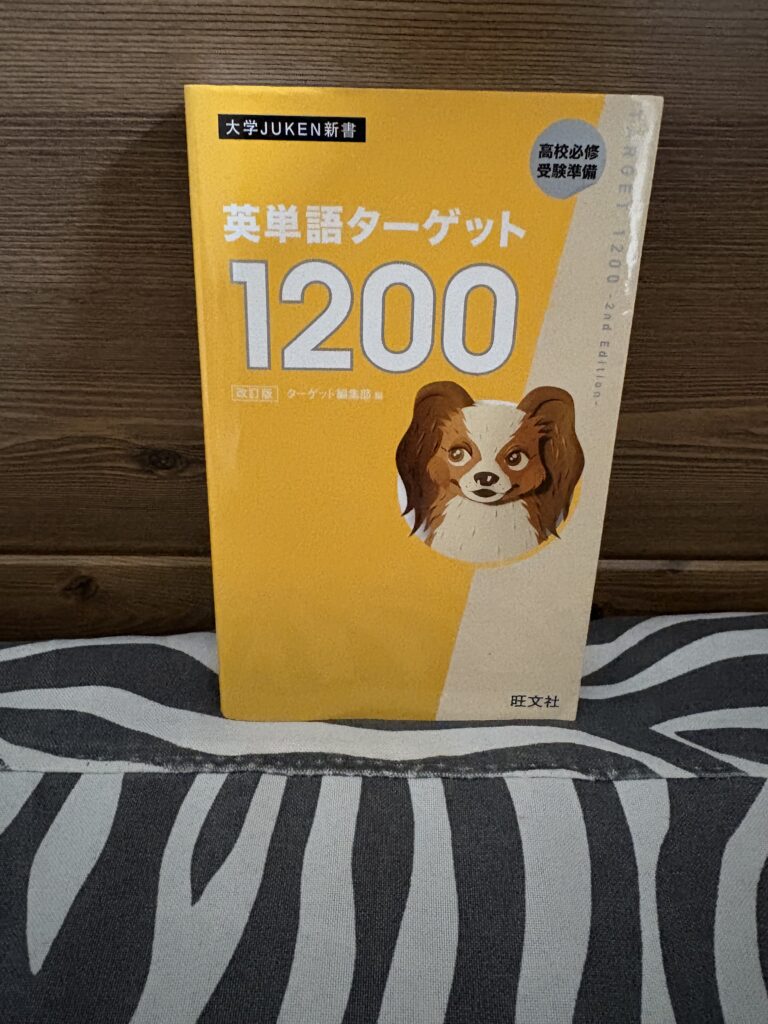 大学JUKEN新書
高校必修
受験準備
英単語ターゲット
1200
改訂版 ターゲット編集部 編
TARGET 1200 -2nd Edition-
旺文社